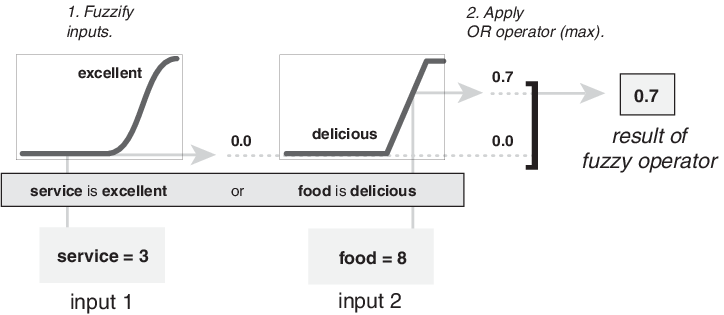 1. Fuzzify
inputs.
2. Apply
OR operator (max).
excellent
delicious
0.0
0.7
0.0
0.7
result of
fuzzy operator
service is excellent or food is delicious
service = 3
food = 8
input 1
input 2